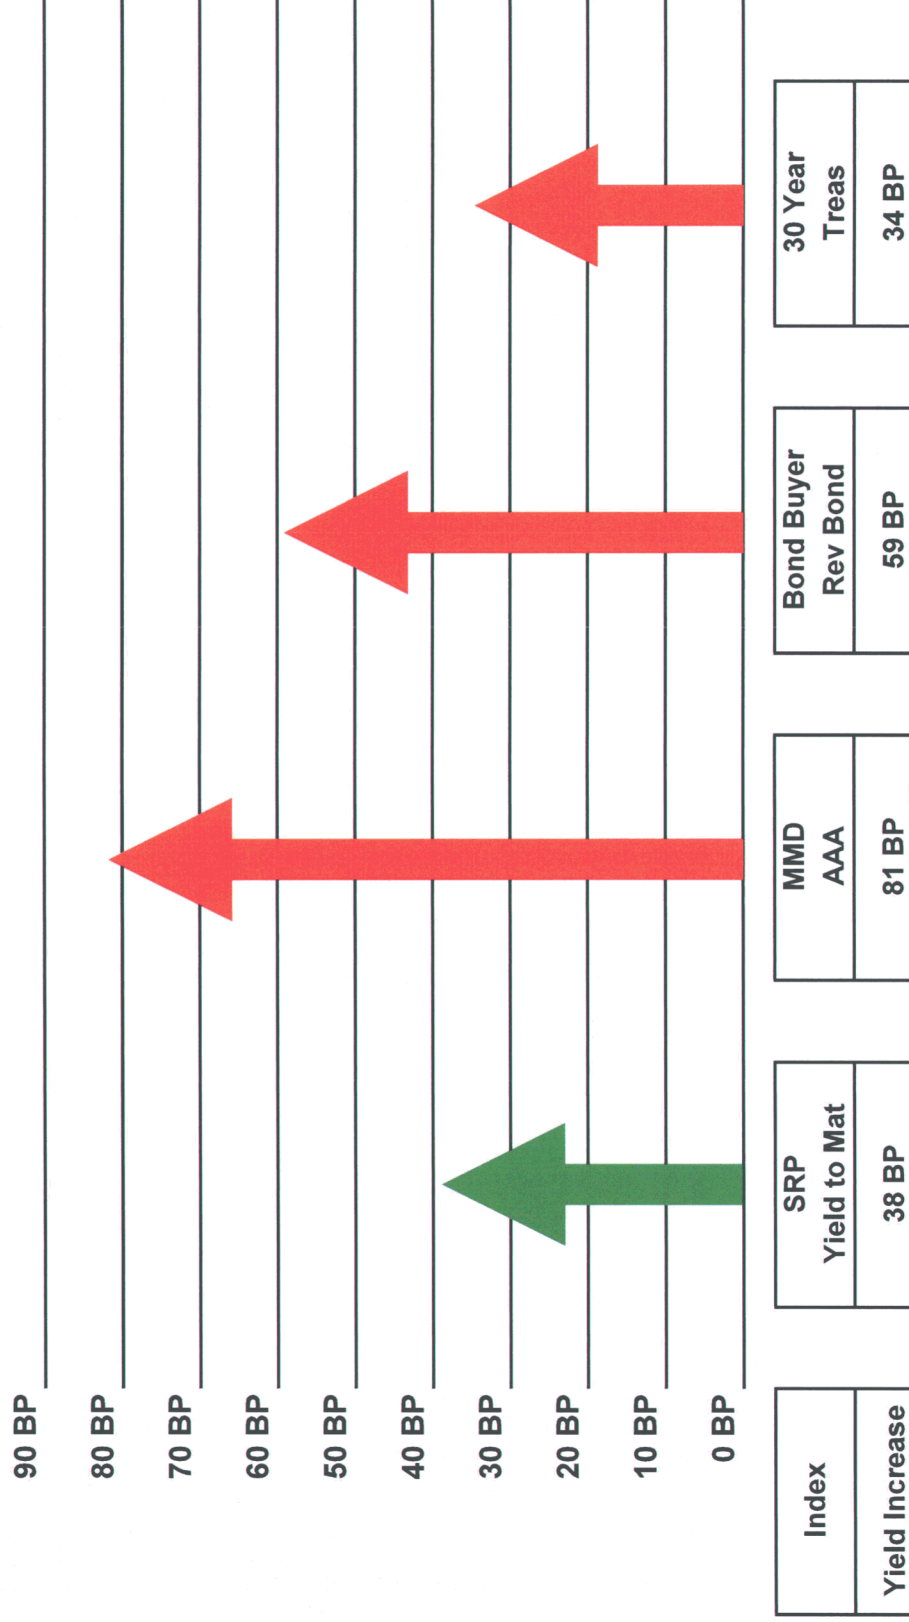 90 BP
80 BP
70 BP
60 BP
50 BP
40 BP
30 BP
20 BP
10 BP
0 BP
Index
SRP
Yield to Mat
MMD
AAA
Bond Buyer
Rev Bond
30 Year
Treas
Yield Increase
38 BP
81 BP
59 BP
34 BP